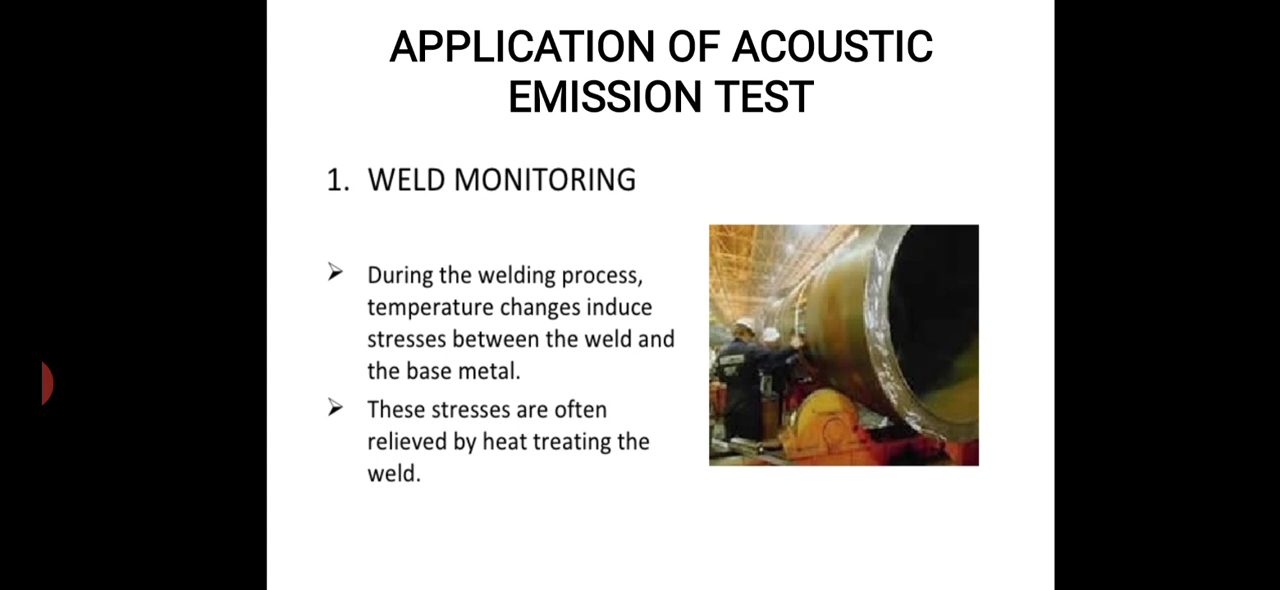 APPLICATION OF ACOUSTIC
EMISSION TEST
1. WELD MONITORING
➢ During the welding process,
temperature changes induce
stresses between the weld and
the base metal.
➢ These stresses are often
relieved by heat treating the
weld.